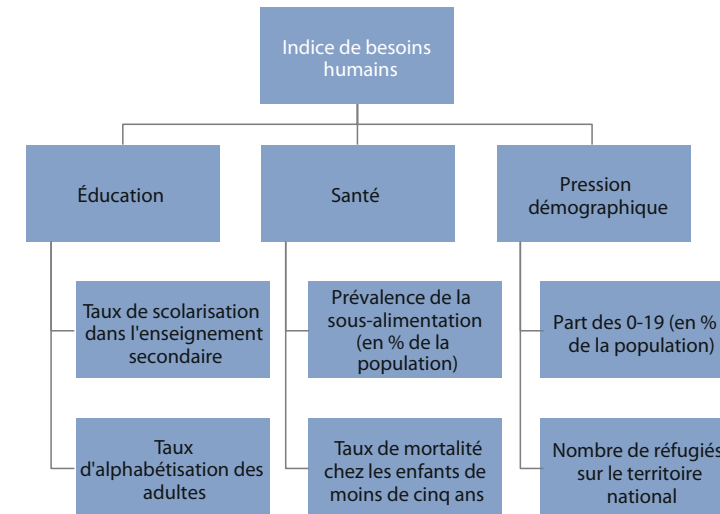 Indice de besoins
humains
Éducation
Santé
Pression
démographique
Taux de scolarisation
dans l'enseignement
secondaire
Prévalence de la
sous-alimentation
(en % de la
population)
Part des 0-19 (en %
de la population)
Taux
d'alphabétisation des
adultes
Taux de mortalité
chez les enfants de
moins de cinq ans
Nombre de réfugiés
sur le territoire
national